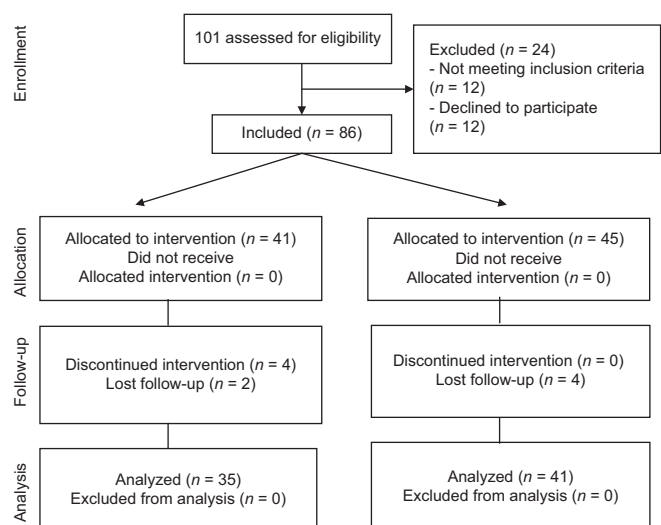 Enrollment
101 assessed for eligibility
Excluded (n = 24)
- Not meeting inclusion criteria
(n = 12)
- Declined to participate
(n = 12)
Included (n = 86)
Allocation
Allocated to intervention (n = 41)
Did not receive
Allocated intervention (n = 0)
Allocated to intervention (n = 45)
Did not receive
Allocated intervention (n = 0)
Follow-up
Discontinued intervention (n = 4)
Lost follow-up (n = 2)
Discontinued intervention (n = 0)
Lost follow-up (n = 4)
Analysis
Analyzed (n = 35)
Excluded from analysis (n = 0)
Analyzed (n = 41)
Excluded from analysis (n = 0)